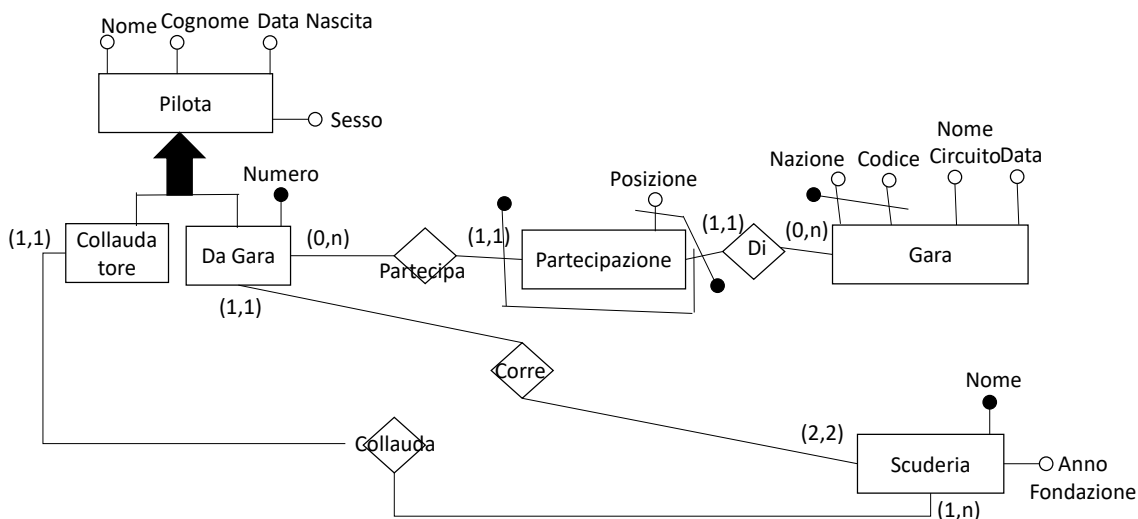 Nome Cognome Data Nascita
Pilota
Sesso
Numero
Posizione
Nazione Codice
Nome
Circuito Data
(1,1)
Collauda
tore
Da Gara
(0,n)
Partecipa
(1,1)
Partecipazione
(1,1)
Di
(0,n)
Gara
(1,1)
Corre
Nome
Collauda
(2,2)
Scuderia
Anno
Fondazione
(1,n)